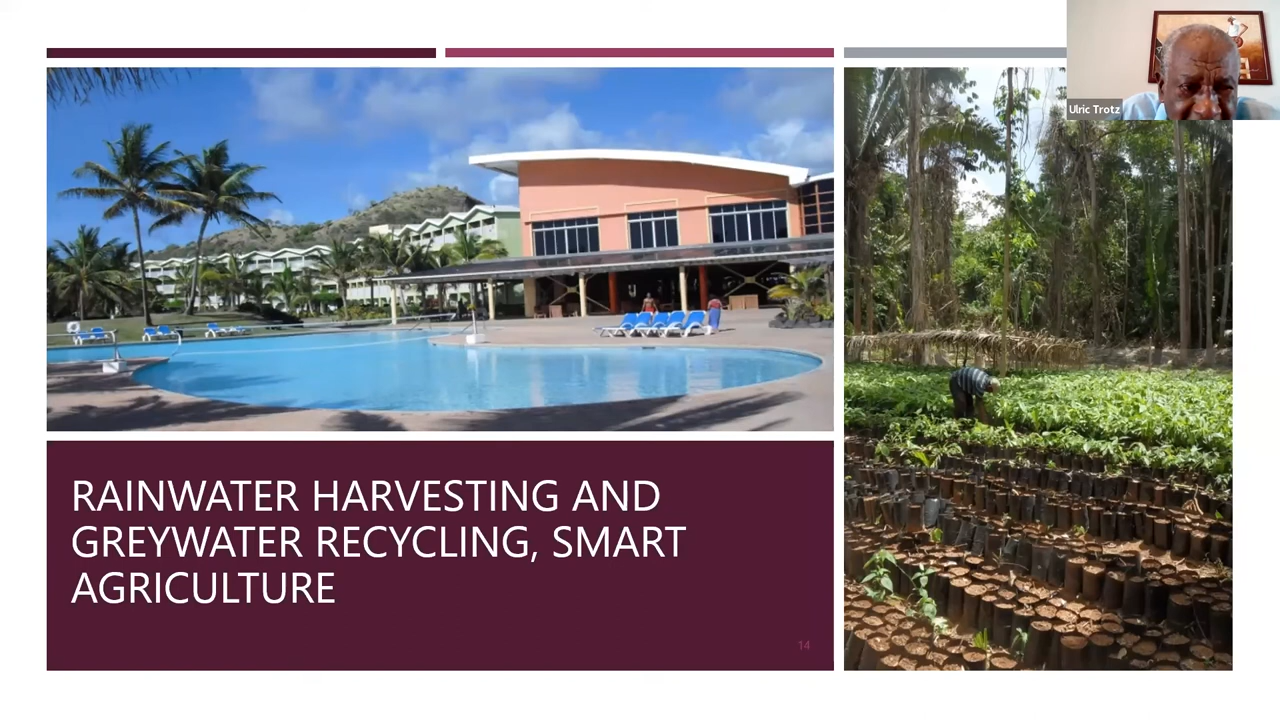 Ulric Trotz
RAINWATER HARVESTING AND
GREYWATER RECYCLING, SMART
AGRICULTURE
14